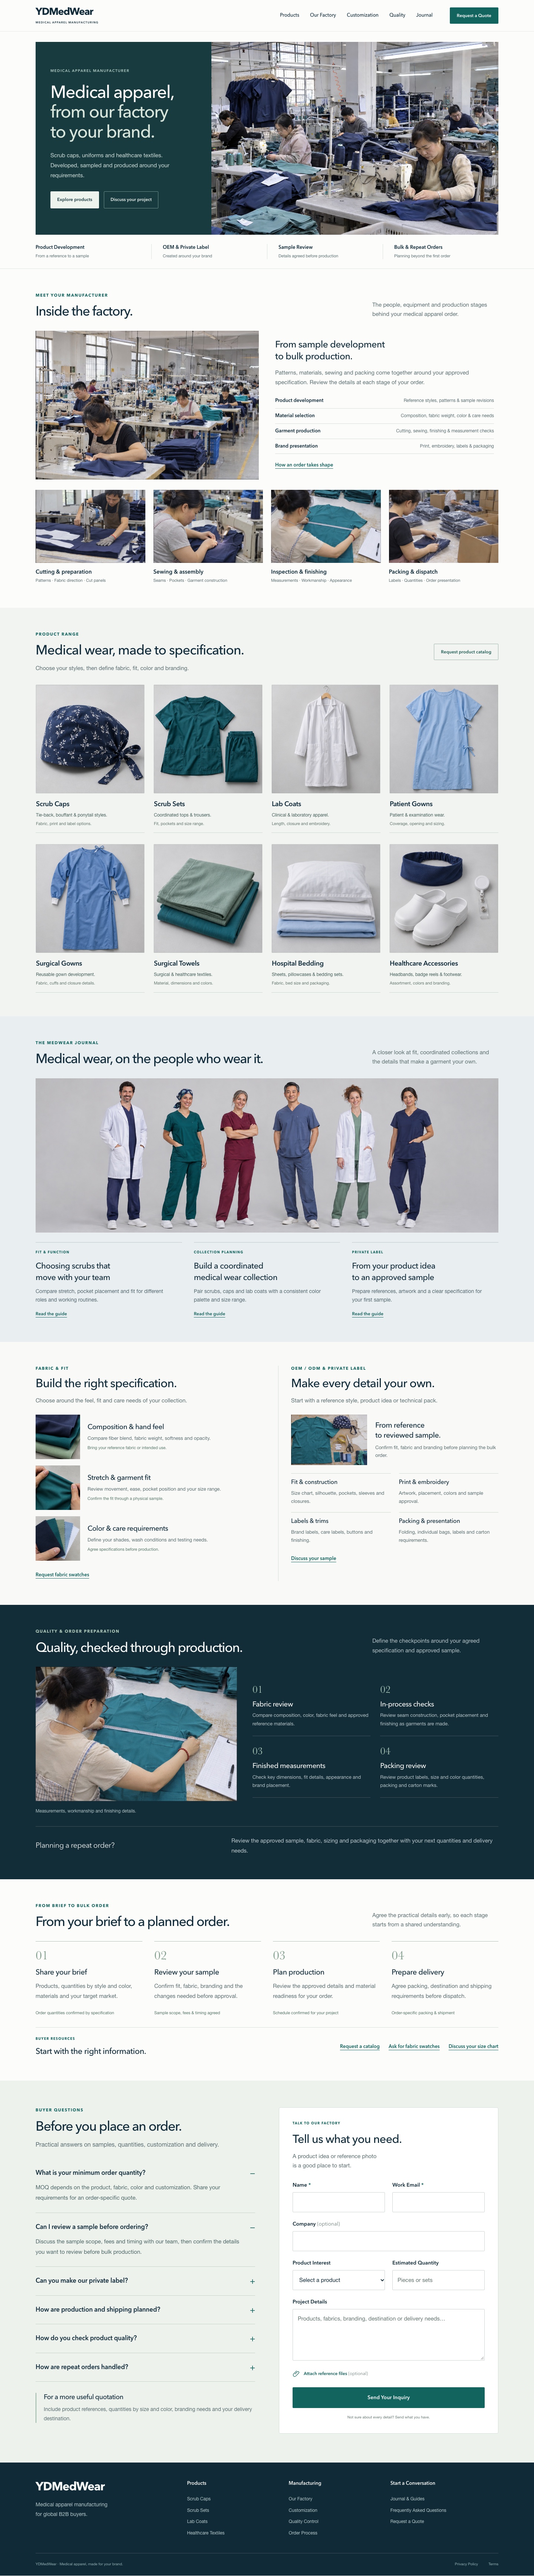 YDMedWear
MEDICAL APPAREL MANUFACTURING
Products
Our Factory
Customization
Quality
Journal
Request a Quote
MEDICAL APPAREL MANUFACTURER
Medical apparel,
from our factory
to your brand.
Scrub caps, uniforms and healthcare textiles.
Developed, sampled and produced around your
requirements.
Explore products
Discuss your project
Product Development
From a reference to a sample
OEM & Private Label
Created around your brand
Sample Review
Details agreed before production
Bulk & Repeat Orders
Planning beyond the first order
MEET YOUR MANUFACTURER
Inside the factory.
The people, equipment and production stages
behind your medical apparel order.
From sample development
to bulk production.
Patterns, materials, sewing and packing come together around your approved
specification. Review the details at each stage of your order.
Product development
Reference styles, patterns & sample revisions
Material selection
Composition, fabric weight, color & care needs
Garment production
Cutting, sewing, finishing & measurement checks
Brand presentation
Print, embroidery, labels & packaging
How an order takes shape
Cutting & preparation
Patterns · Fabric direction · Cut panels
Sewing & assembly
Seams · Pockets · Garment construction
Inspection & finishing
Measurements · Workmanship · Appearance
Packing & dispatch
Labels · Quantities · Order presentation
PRODUCT RANGE
Medical wear, made to specification.
Choose your styles, then define fabric, fit, color and branding.
Request product catalog
Scrub Caps
Tie-back, bouffant & ponytail styles.
Fabric, print and label options.
Scrub Sets
Coordinated tops & trousers.
Fit, pockets and size range.
Lab Coats
Clinical & laboratory apparel.
Length, closure and embroidery.
Patient Gowns
Patient & examination wear.
Coverage, opening and sizing.
Surgical Gowns
Reusable gown development.
Fabric, cuffs and closure details.
Surgical Towels
Surgical & healthcare textiles.
Material, dimensions and colors.
Hospital Bedding
Sheets, pillowcases & bedding sets.
Fabric, bed size and packaging.
Healthcare Accessories
Headbands, badge reels & footwear.
Assortment, colors and branding.
THE MEDWEAR JOURNAL
Medical wear, on the people who wear it.
A closer look at fit, coordinated collections and
the details that make a garment your own.
FIT & FUNCTION
Choosing scrubs that
move with your team
Compare stretch, pocket placement and fit for different
roles and working routines.
Read the guide
COLLECTION PLANNING
Build a coordinated
medical wear collection
Pair scrubs, caps and lab coats with a consistent color
palette and size range.
Read the guide
PRIVATE LABEL
From your product idea
to an approved sample
Prepare references, artwork and a clear specification for
your first sample.
Read the guide
FABRIC & FIT
Build the right specification.
Choose around the feel, fit and care needs of your collection.
Composition & hand feel
Compare fiber blend, fabric weight, softness and opacity.
Bring your reference fabric or intended use.
Stretch & garment fit
Review movement, ease, pocket position and your size range.
Confirm the fit through a physical sample.
Color & care requirements
Define your shades, wash conditions and testing needs.
Agree specifications before production.
Request fabric swatches
OEM / ODM & PRIVATE LABEL
Make every detail your own.
Start with a reference style, product idea or technical pack.
From reference
to reviewed sample.
Confirm fit, fabric and branding before planning the bulk
order.
Fit & construction
Size chart, silhouette, pockets, sleeves and
closures.
Print & embroidery
Artwork, placement, colors and sample
approval.
Labels & trims
Brand labels, care labels, buttons and
finishing.
Packing & presentation
Folding, individual bags, labels and carton
requirements.
Discuss your sample
QUALITY & ORDER PREPARATION
Quality, checked through production.
Define the checkpoints around your agreed
specification and approved sample.
Measurements, workmanship and finishing details.
01
Fabric review
Compare composition, color, fabric feel and approved
reference materials.
02
In-process checks
Review seam construction, pocket placement and
finishing as garments are made.
03
Finished measurements
Check key dimensions, fit details, appearance and
brand placement.
04
Packing review
Review product labels, size and color quantities,
packing and carton marks.
Planning a repeat order?
Review the approved sample, fabric, sizing and packaging together with your next quantities and delivery
needs.
FROM BRIEF TO BULK ORDER
From your brief to a planned order.
Agree the practical details early, so each stage
starts from a shared understanding.
01
Share your brief
Products, quantities by style and color,
materials and your target market.
Order quantities confirmed by specification
02
Review your sample
Confirm fit, fabric, branding and the
changes needed before approval.
Sample scope, fees & timing agreed
03
Plan production
Review the approved details and material
readiness for your order.
Schedule confirmed for your project
04
Prepare delivery
Agree packing, destination and shipping
requirements before dispatch.
Order-specific packing & shipment
BUYER RESOURCES
Start with the right information.
Request a catalog
Ask for fabric swatches
Discuss your size chart
BUYER QUESTIONS
Before you place an order.
Practical answers on samples, quantities, customization and delivery.
What is your minimum order quantity?
MOQ depends on the product, fabric, color and customization. Share your
requirements for an order-specific quote.
Can I review a sample before ordering?
Discuss the sample scope, fees and timing with our team, then confirm the details
you want to review before bulk production.
Can you make our private label?
How are production and shipping planned?
How do you check product quality?
How are repeat orders handled?
For a more useful quotation
Include product references, quantities by size and color, branding needs and your delivery
destination.
TALK TO OUR FACTORY
Tell us what you need.
A product idea or reference photo
is a good place to start.
Name *
Work Email *
Company (optional)
Product Interest
Select a product
Estimated Quantity
Pieces or sets
Project Details
Products, fabrics, branding, destination or delivery needs...
Attach reference files (optional)
Send Your Inquiry
Not sure about every detail? Send what you have.
YDMedWear
Medical apparel manufacturing
for global B2B buyers.
Products
Scrub Caps
Scrub Sets
Lab Coats
Healthcare Textiles
Manufacturing
Our Factory
Customization
Quality Control
Order Process
Start a Conversation
Journal & Guides
Frequently Asked Questions
Request a Quote
YDMedWear · Medical apparel, made for your brand.
Privacy Policy
Terms